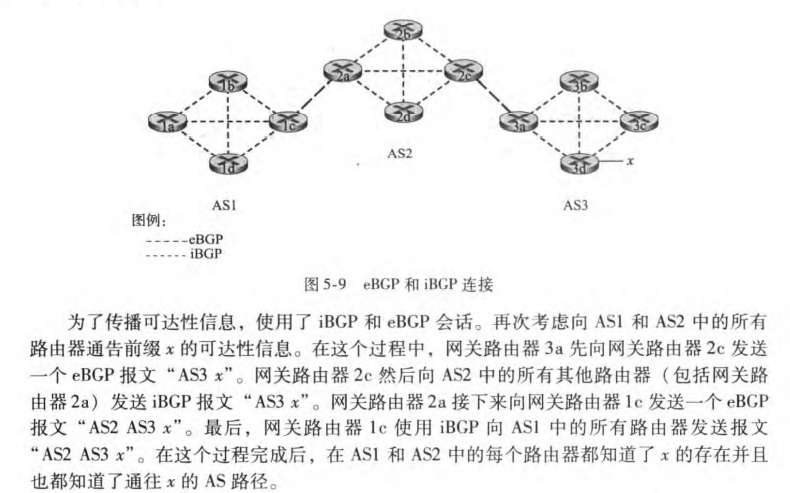 2b
2a
2c
2d
1b
1a
1c
1d
3b
3a
3c
3d
x
AS2
AS1
AS3
图例：
-----eBGP
------ iBGP
图 5-9 eBGP 和 iBGP 连接
为了传播可达性信息，使用了 iBGP 和 eBGP 会话。再次考虑向 AS1 和 AS2 中的所有
路由器通告前缀 x 的可达性信息。在这个过程中，网关路由器 3a 先向网关路由器 2c 发送
一个 eBGP 报文“AS3 x”。网关路由器 2c 然后向 AS2 中的所有其他路由器（包括网关路
由器 2a）发送 iBGP 报文“AS3 x”。网关路由器 2a 接下来向网关路由器 1c 发送一个 eBGP
报文“AS2 AS3 x”。最后，网关路由器 1c 使用 iBGP 向 AS1 中的所有路由器发送报文
“AS2 AS3 x”。在这个过程完成后，在 AS1 和 AS2 中的每个路由器都知道了 x 的存在并且
也都知道了通往 x 的 AS 路径。